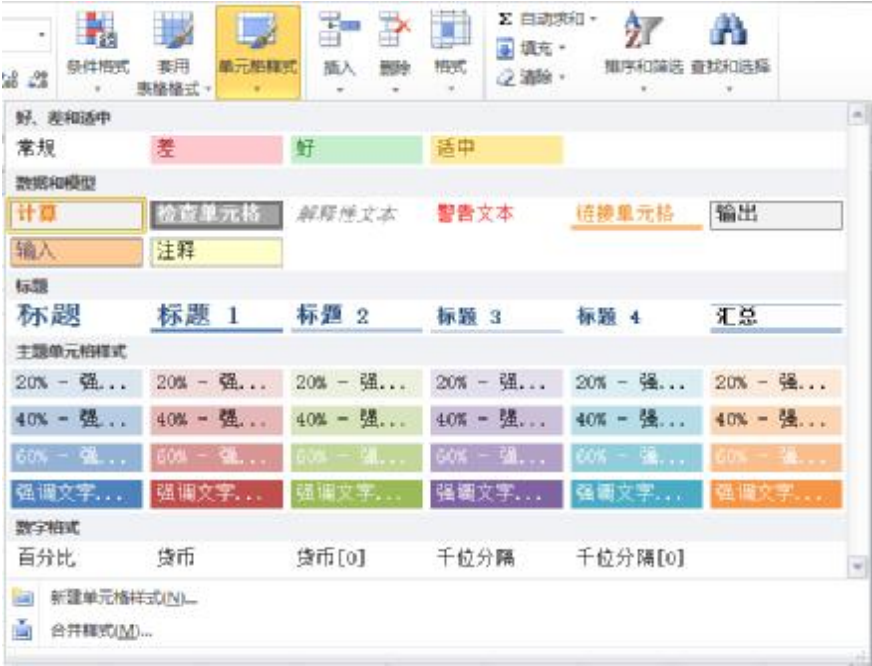 条件格式 套用 表格格式 单元格样式 插入 删除 格式 Σ 自动求和 填充 清除 排序和筛选 查找和选择
好、差和适中
常规 差 好 适中
数据和模型
计算 检查单元格 解释性文本 警告文本 链接单元格 输出
输入 注释
标题
标题 标题 1 标题 2 标题 3 标题 4 汇总
主题单元格样式
20% - 强... 20% - 强... 20% - 强... 20% - 强... 20% - 强... 20% - 强...
40% - 强... 40% - 强... 40% - 强... 40% - 强... 40% - 强... 40% - 强...
60% - 强... 60% - 强... 60% - 强... 60% - 强... 60% - 强... 60% - 强...
强调文字... 强调文字... 强调文字... 强调文字... 强调文字... 强调文字...
数字格式
百分比 货币 货币[0] 千位分隔 千位分隔[0]
新建单元格样式(N)...
合并样式(M)...